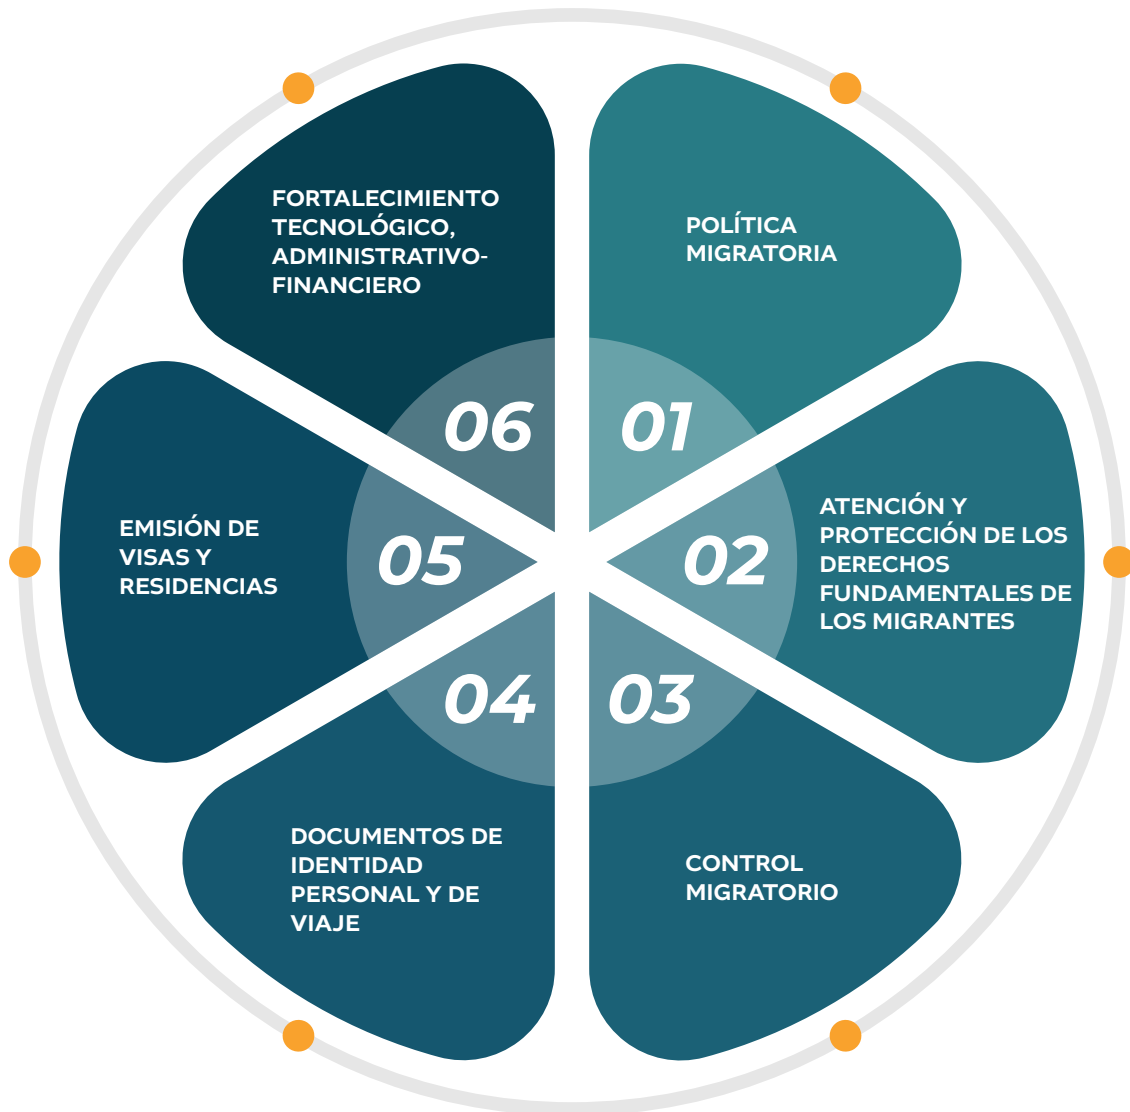 01
POLÍTICA
MIGRATORIA
02
ATENCIÓN Y
PROTECCIÓN DE LOS
DERECHOS
FUNDAMENTALES DE
LOS MIGRANTES
03
CONTROL
MIGRATORIO
04
DOCUMENTOS DE
IDENTIDAD
PERSONAL Y DE
VIAJE
05
EMISIÓN DE
VISAS Y
RESIDENCIAS
06
FORTALECIMIENTO
TECNOLÓGICO,
ADMINISTRATIVO-
FINANCIERO